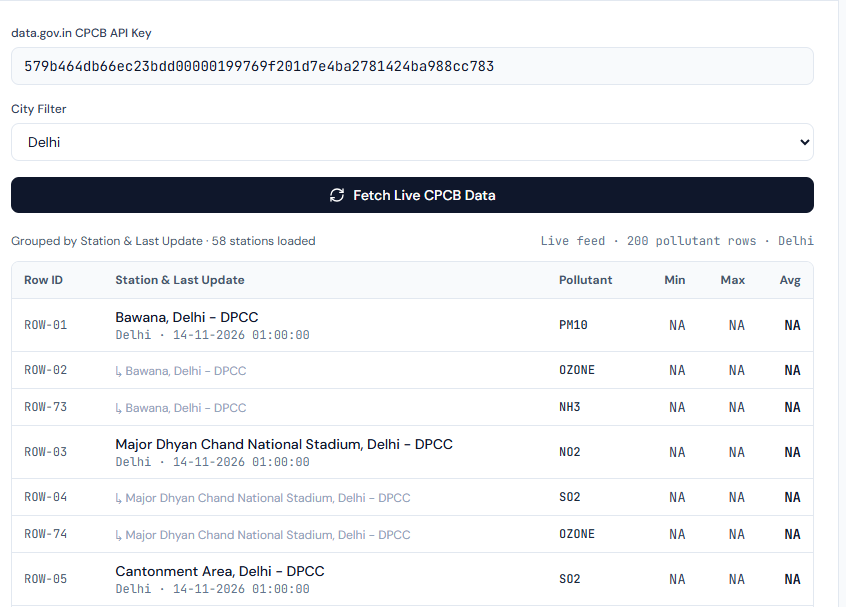 data.gov.in CPCB API Key
579b464db66ec23bdd00000199769f201d7e4ba2781424ba988cc783
City Filter
Delhi
Fetch Live CPCB Data
Grouped by Station & Last Update · 58 stations loaded
Live feed · 200 pollutant rows · Delhi
Row ID Station & Last Update Pollutant Min Max Avg
ROW-01 Bawana, Delhi – DPCC PM10 NA NA NA
Delhi · 14-11-2026 01:00:00
ROW-02 ↳ Bawana, Delhi – DPCC OZONE NA NA NA
ROW-73 ↳ Bawana, Delhi – DPCC NH3 NA NA NA
ROW-03 Major Dhyan Chand National Stadium, Delhi – DPCC NO2 NA NA NA
Delhi · 14-11-2026 01:00:00
ROW-04 ↳ Major Dhyan Chand National Stadium, Delhi – DPCC SO2 NA NA NA
ROW-74 ↳ Major Dhyan Chand National Stadium, Delhi – DPCC OZONE NA NA NA
ROW-05 Cantonment Area, Delhi – DPCC SO2 NA NA NA
Delhi · 14-11-2026 01:00:00